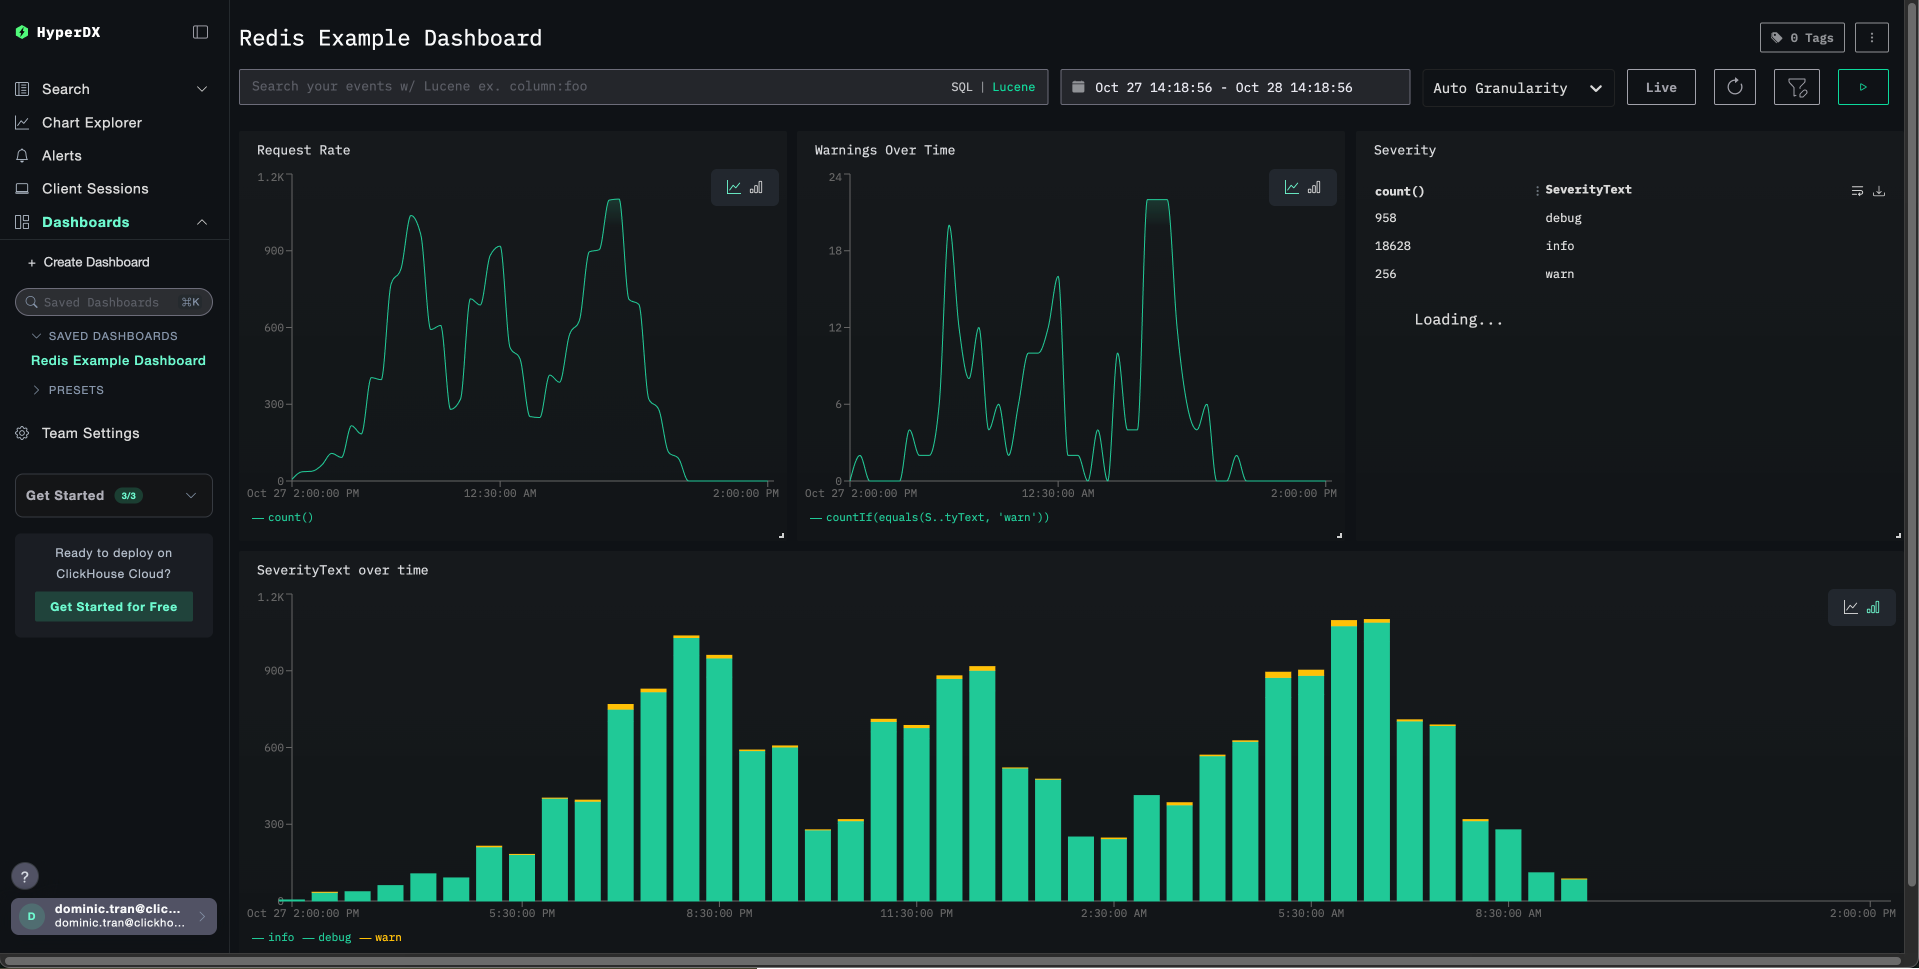 HyperDX
Search
Chart Explorer
Alerts
Client Sessions
Dashboards
+ Create Dashboard
Saved Dashboards ⌘K
SAVED DASHBOARDS
Redis Example Dashboard
PRESETS
Team Settings
Get Started 3/3
Ready to deploy on
ClickHouse Cloud?
Get Started for Free
?
D
dominic.tran@clic...
dominic.tran@clickho...
Redis Example Dashboard
0 Tags
Search your events w/ Lucene ex. column:foo
SQL | Lucene
Oct 27 14:18:56 - Oct 28 14:18:56
Auto Granularity
Live
Request Rate
1.2K
900
600
300
0
Oct 27 2:00:00 PM 12:30:00 AM 2:00:00 PM
count()
Warnings Over Time
24
18
12
6
0
Oct 27 2:00:00 PM 12:30:00 AM 2:00:00 PM
countIf(equals(S..tyText, 'warn'))
Severity
count() SeverityText
958 debug
18628 info
256 warn
Loading...
SeverityText over time
1.2K
900
600
300
0
Oct 27 2:00:00 PM 5:30:00 PM 8:30:00 PM 11:30:00 PM 2:30:00 AM 5:30:00 AM 8:30:00 AM 2:00:00 PM
info debug warn